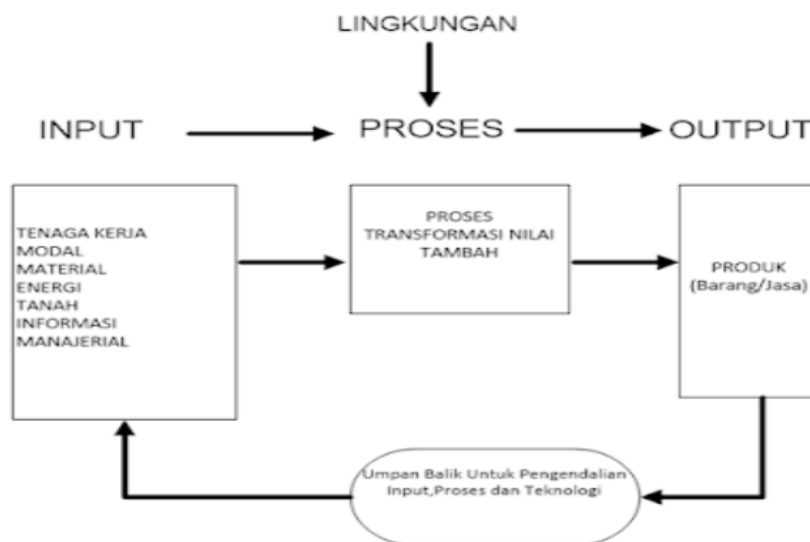 LINGKUNGAN
INPUT
PROSES
OUTPUT
TENAGA KERJA
MODAL
MATERIAL
ENERGI
TANAH
INFORMASI
MANAJERIAL
PROSES
TRANSFORMASI NILAI
TAMBAH
PRODUK
(Barang/Jasa)
Umpan Balik Untuk Pengendalian
Input,Proses dan Teknologi